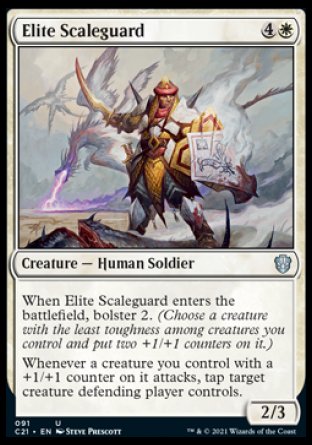 Elite Scaleguard 4
Creature — Human Soldier
When Elite Scaleguard enters the
battlefield, bolster 2. (Choose a creature
with the least toughness among creatures you
control and put two +1/+1 counters on it.)
Whenever a creature you control with a
+1/+1 counter on it attacks, tap target
creature defending player controls.
2/3
091 U
C21 • EN Steve Prescott ™ & © 2021 Wizards of the Coast